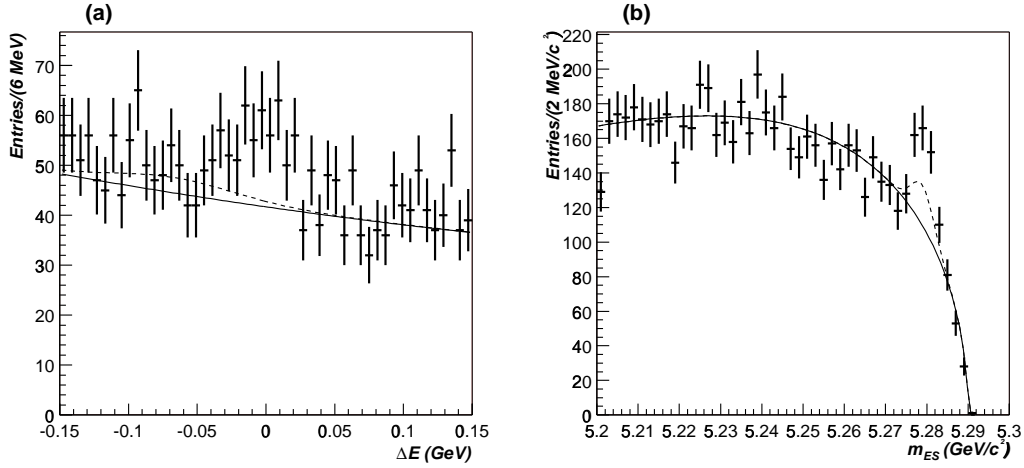 (a)
Entries/(6 MeV)
70
60
50
40
30
20
10
0
-0.15 -0.1 -0.05 0 0.05 0.1 0.15
ΔE (GeV)
(b)
Entries/(2 MeV/c²)
220
200
180
160
140
120
100
80
60
40
20
0
5.2 5.21 5.22 5.23 5.24 5.25 5.26 5.27 5.28 5.29 5.3
m_ES (GeV/c²)